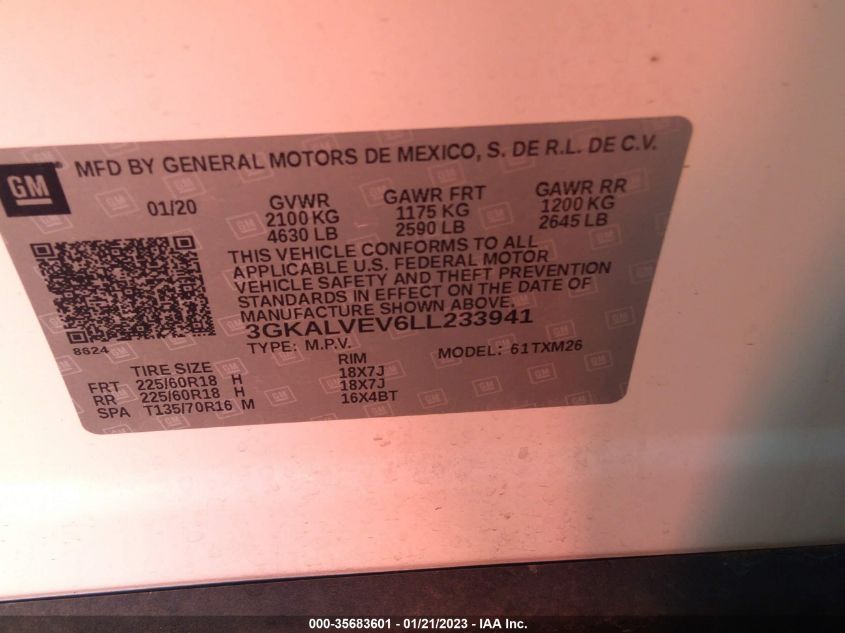 GM
MFD BY GENERAL MOTORS DE MEXICO, S. DE R.L. DE C.V.
01/20 GVWR GAWR FRT GAWR RR
2100 KG 1175 KG 1200 KG
4630 LB 2590 LB 2645 LB
THIS VEHICLE CONFORMS TO ALL
APPLICABLE U.S. FEDERAL MOTOR
VEHICLE SAFETY AND THEFT PREVENTION
STANDARDS IN EFFECT ON THE DATE OF
MANUFACTURE SHOWN ABOVE.
8624 3GKALVEV6LL233941
TYPE: M.P.V. MODEL: 61TXM26
TIRE SIZE RIM
FRT 225/60R18 H 18X7J
RR 225/60R18 H 18X7J
SPA T135/70R16 M 16X4BT
000-35683601 / 01/21/2023 - IAA Inc.